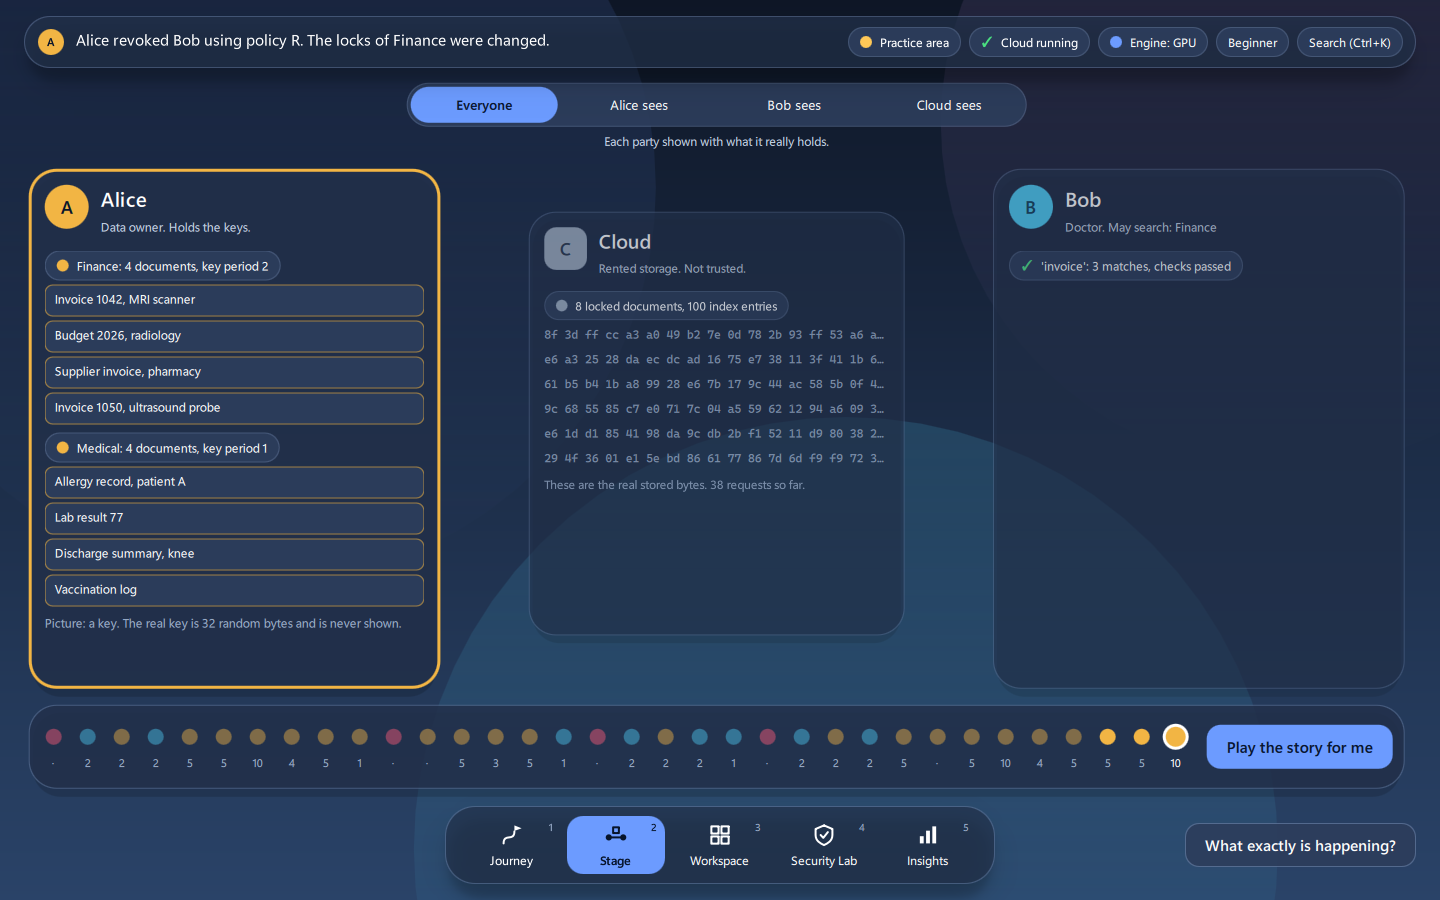 A Alice revoked Bob using policy R. The locks of Finance were changed.
Practice area
✓ Cloud running
Engine: GPU
Beginner
Search (Ctrl+K)
Everyone
Alice sees
Bob sees
Cloud sees
Each party shown with what it really holds.
A
Alice
Data owner. Holds the keys.
Finance: 4 documents, key period 2
Invoice 1042, MRI scanner
Budget 2026, radiology
Supplier invoice, pharmacy
Invoice 1050, ultrasound probe
Medical: 4 documents, key period 1
Allergy record, patient A
Lab result 77
Discharge summary, knee
Vaccination log
Picture: a key. The real key is 32 random bytes and is never shown.
C
Cloud
Rented storage. Not trusted.
8 locked documents, 100 index entries
8f 3d ff cc a3 a0 49 b2 7e 0d 78 2b 93 ff 53 a6 a…
e6 a3 25 28 da ec dc ad 16 75 e7 38 11 3f 41 1b 6…
61 b5 b4 1b a8 99 28 e6 7b 17 9c 44 ac 58 5b 0f 4…
9c 68 55 85 c7 e0 71 7c 04 a5 59 62 12 94 a6 09 3…
e6 1d d1 85 41 98 da 9c db 2b f1 52 11 d9 80 38 2…
29 4f 36 01 e1 5e bd 86 61 77 86 7d 6d f9 f9 72 3…
These are the real stored bytes. 38 requests so far.
B
Bob
Doctor. May search: Finance
✓ 'invoice': 3 matches, checks passed
· 2 2 2 5 5 10 4 5 1 · · 5 3 5 1 · 2 2 2 1 · 2 2 2 5 · 5 10 4 5 5 5 10
Play the story for me
1
Journey
2
Stage
3
Workspace
4
Security Lab
5
Insights
What exactly is happening?